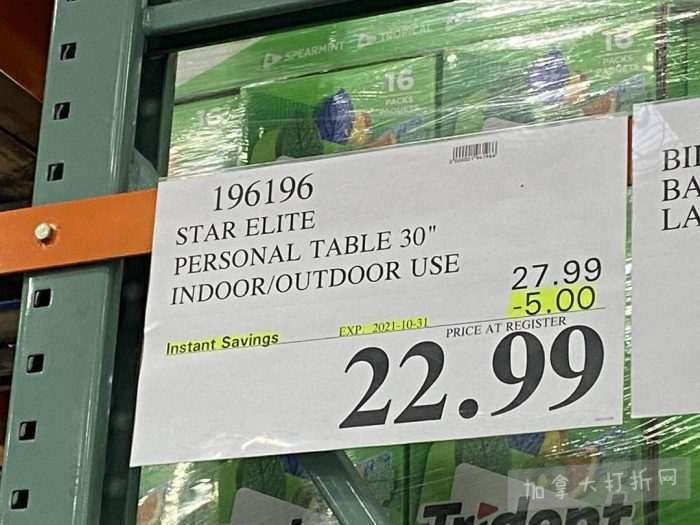 SPEARMINT
TROPICAL
16
PACKS
16
PACKS
196196
STAR ELITE
PERSONAL TABLE 30"
INDOOR/OUTDOOR USE
27.99
-5.00
Instant Savings
EXP. 2021-10-31
PRICE AT REGISTER
22.99
BI
BA
LA
Trident
加拿大打折网